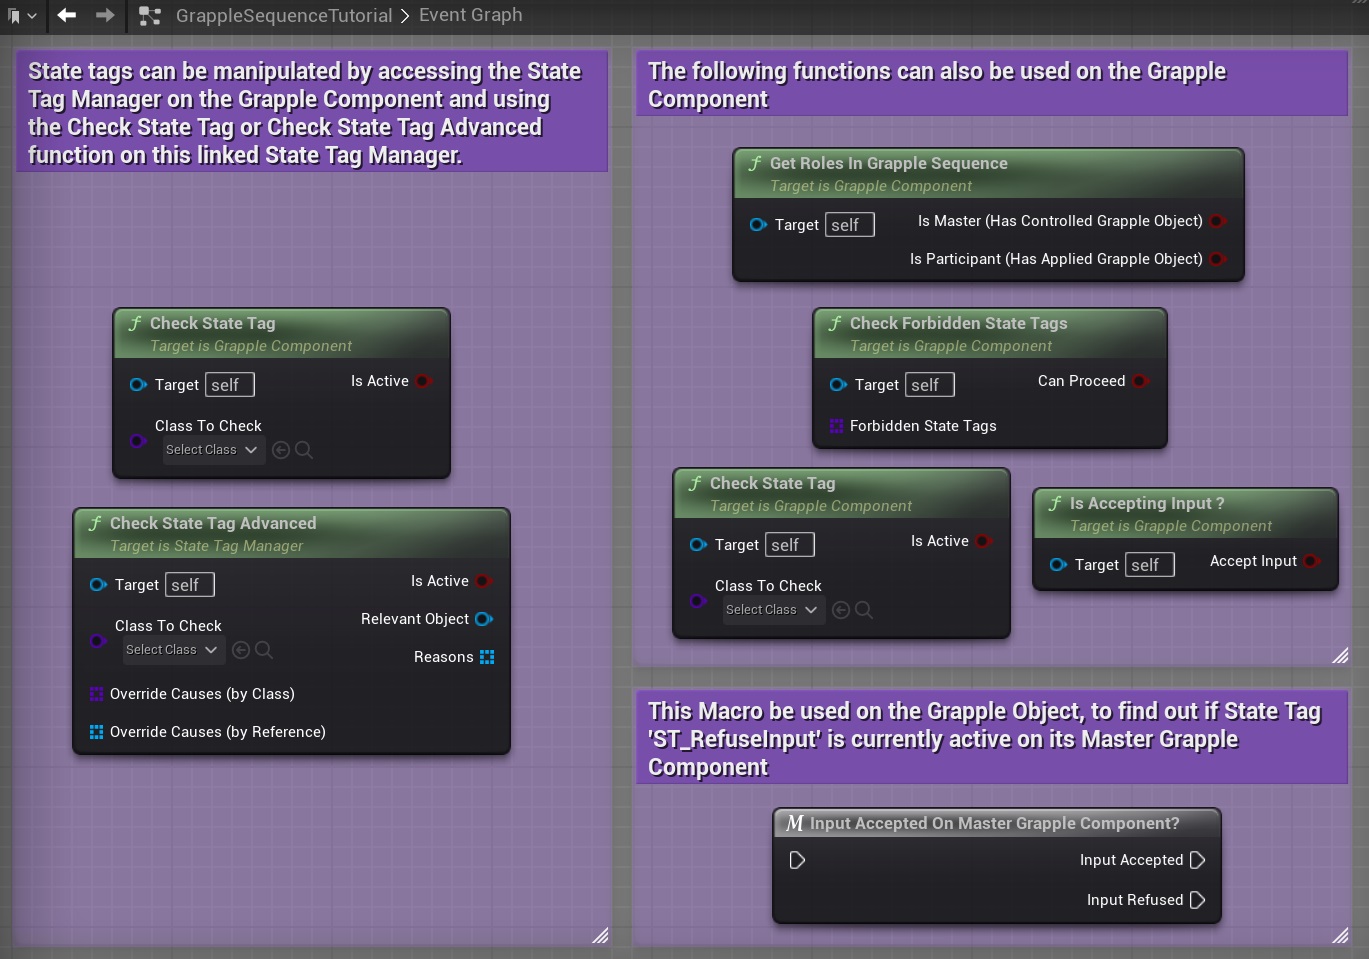 GrappleSequenceTutorial > Event Graph
State tags can be manipulated by accessing the State
Tag Manager on the Grapple Component and using
the Check State Tag or Check State Tag Advanced
function on this linked State Tag Manager.
Check State Tag
Target is Grapple Component
Target self
Is Active
Class To Check
Select Class
Check State Tag Advanced
Target is State Tag Manager
Target self
Is Active
Relevant Object
Class To Check
Select Class
Reasons
Override Causes (by Class)
Override Causes (by Reference)
The following functions can also be used on the Grapple
Component
Get Roles In Grapple Sequence
Target is Grapple Component
Target self
Is Master (Has Controlled Grapple Object)
Is Participant (Has Applied Grapple Object)
Check Forbidden State Tags
Target is Grapple Component
Target self
Can Proceed
Forbidden State Tags
Check State Tag
Target is Grapple Component
Target self
Is Active
Class To Check
Select Class
Is Accepting Input ?
Target is Grapple Component
Target self
Accept Input
This Macro be used on the Grapple Object, to find out if State Tag
'ST_RefuseInput' is currently active on its Master Grapple
Component
M Input Accepted On Master Grapple Component?
Input Accepted
Input Refused